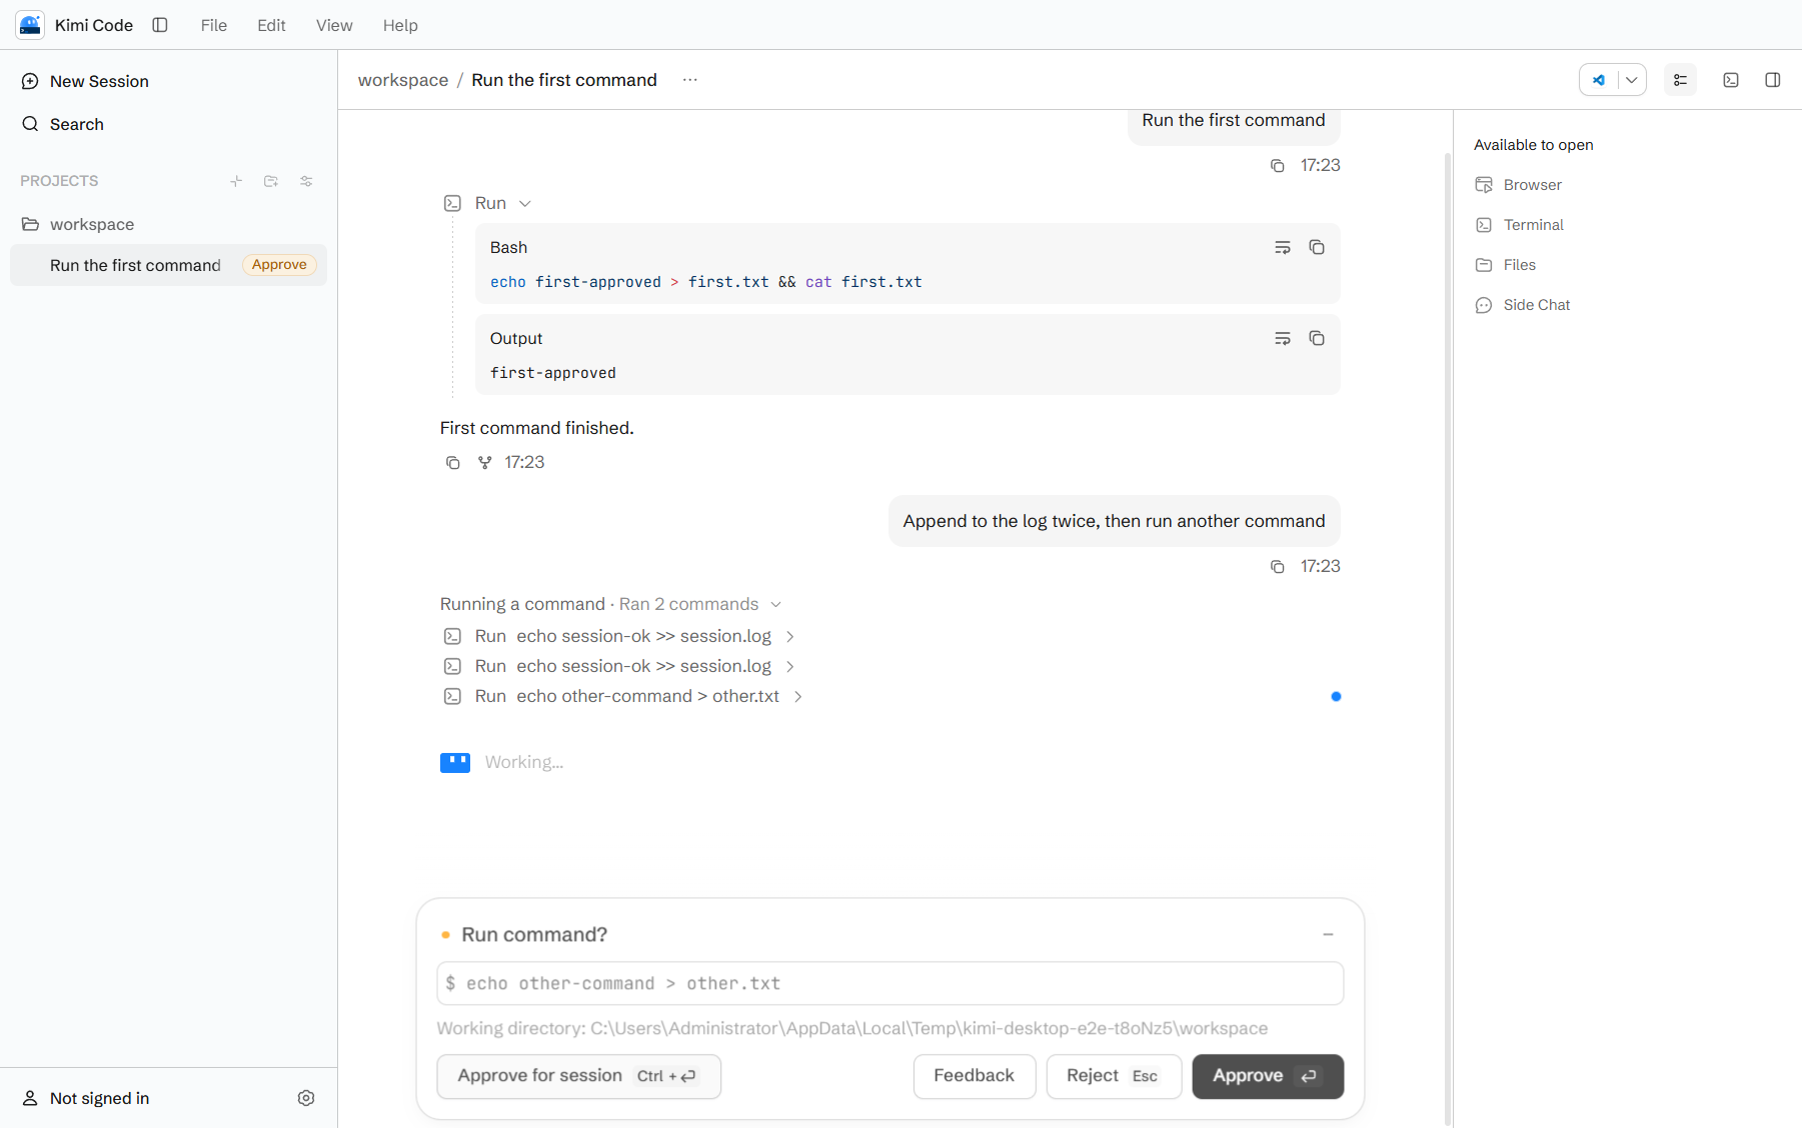 Kimi Code File Edit View Help
New Session
Search
PROJECTS
workspace
Run the first command Approve
Not signed in
workspace / Run the first command ...
Run the first command
17:23
Run
Bash
echo first-approved > first.txt && cat first.txt
Output
first-approved
First command finished.
17:23
Append to the log twice, then run another command
17:23
Running a command · Ran 2 commands
Run echo session-ok >> session.log
Run echo session-ok >> session.log
Run echo other-command > other.txt
Working...
Run command?
$ echo other-command > other.txt
Working directory: C:\Users\Administrator\AppData\Local\Temp\kimi-desktop-e2e-t8oNz5\workspace
Approve for session Ctrl + ↵ Feedback Reject Esc Approve ↵
Available to open
Browser
Terminal
Files
Side Chat